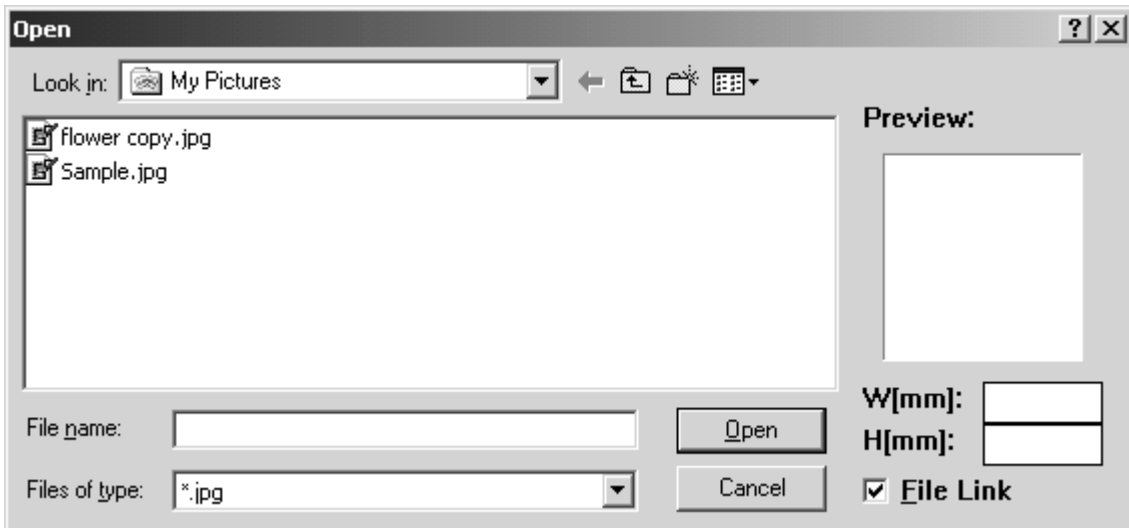 Open
Look in: My Pictures
flower copy.jpg
Sample.jpg
Preview:
File name:
Open
W[mm]:
H[mm]:
Files of type: *.jpg
Cancel
File Link